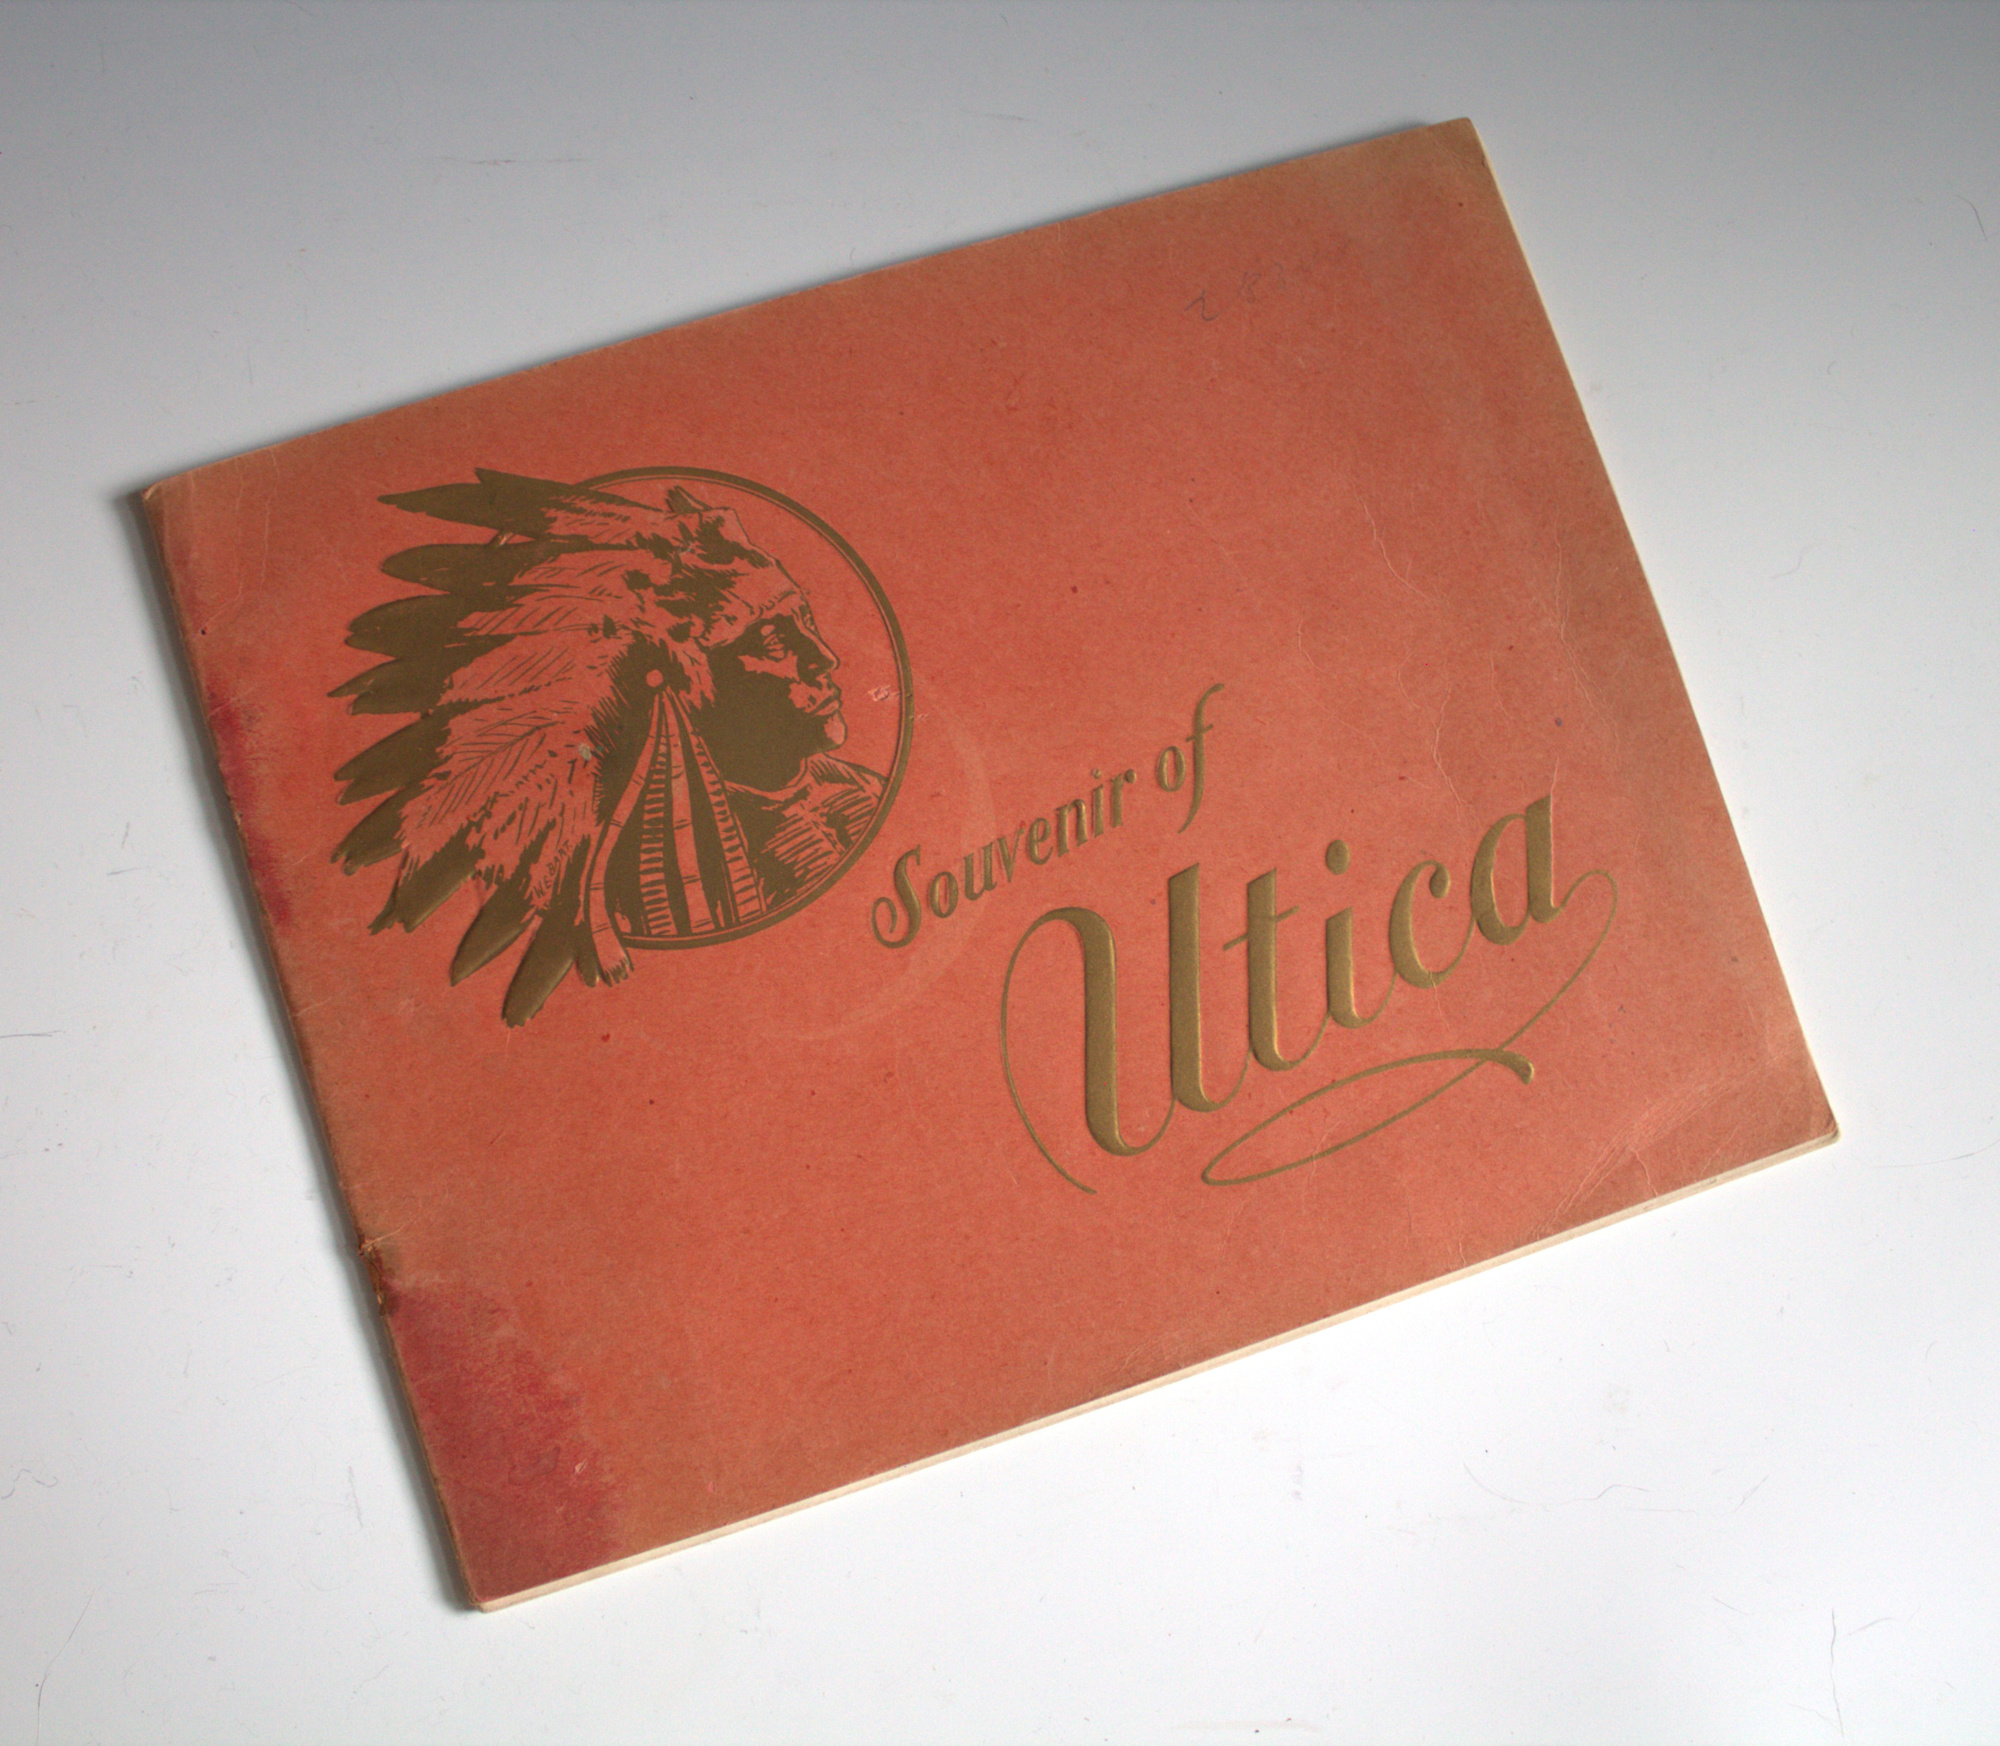 Souvenir of
Utica